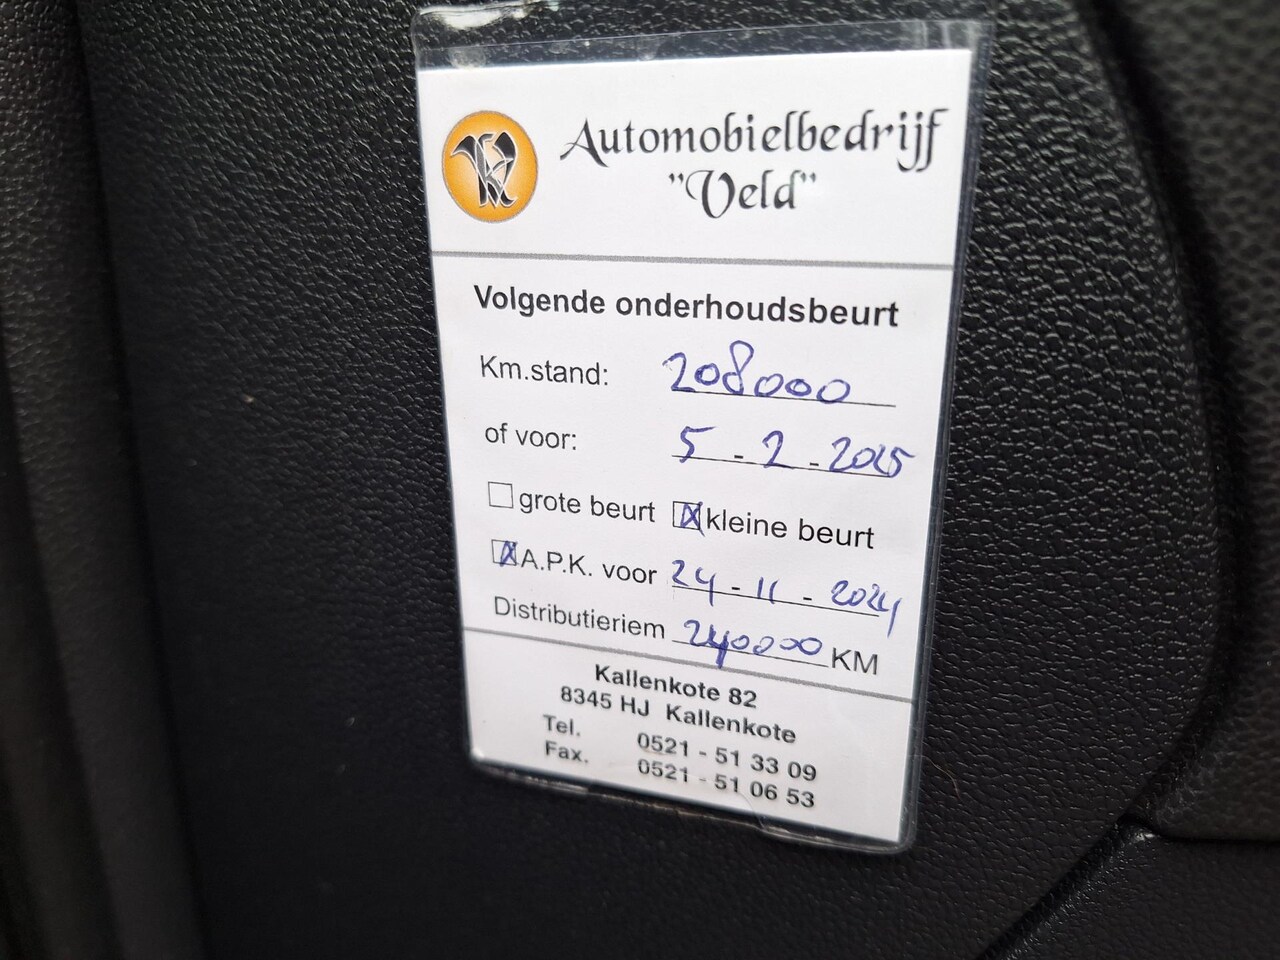 Automobielbedrijf
"Veld"
Volgende onderhoudsbeurt
Km.stand: 208000
of voor: 5-2-2025
grote beurt kleine beurt
A.P.K. voor 24-11-2024
Distributieriem 240000 KM
Kallenkote 82
8345 HJ Kallenkote
Tel. 0521 - 51 33 09
Fax. 0521 - 51 06 53